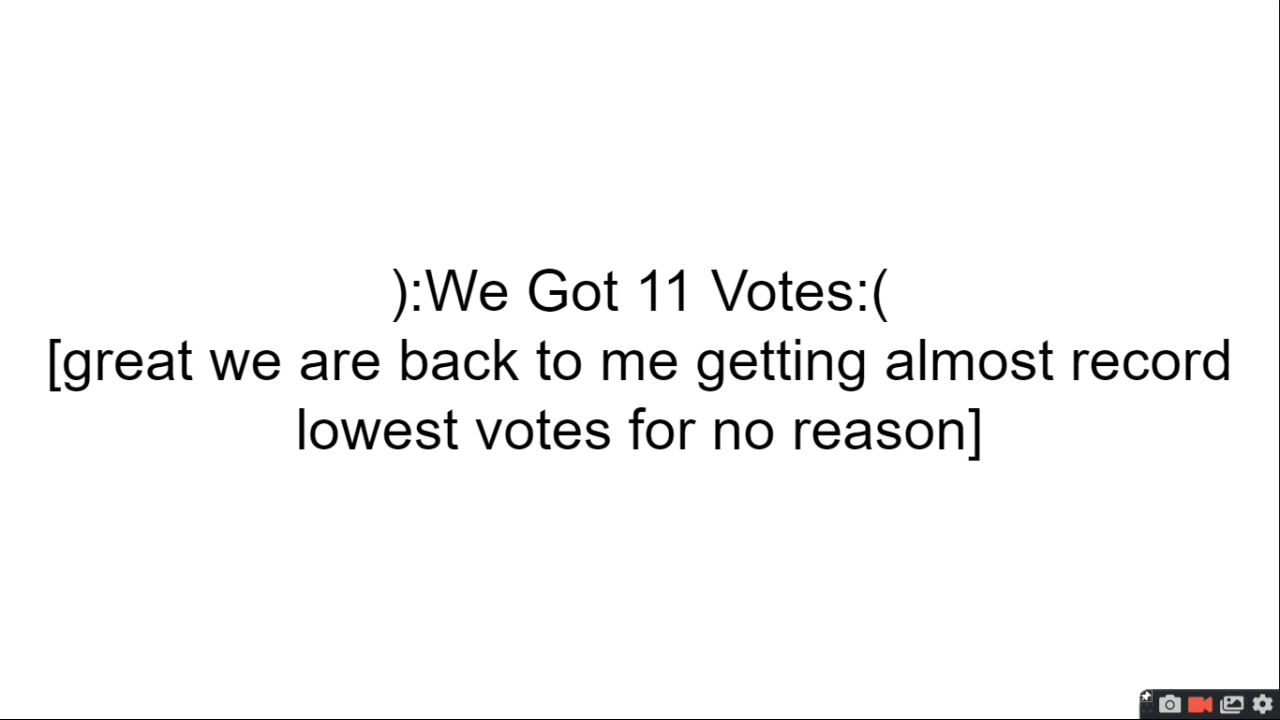 ):We Got 11 Votes:(
[great we are back to me getting almost record
lowest votes for no reason]